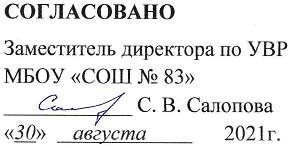 СОГЛАСОВАНО
Заместитель директора по УВР
МБОУ «СОШ № 83»
С. В. Салопова
«30» августа 2021г.